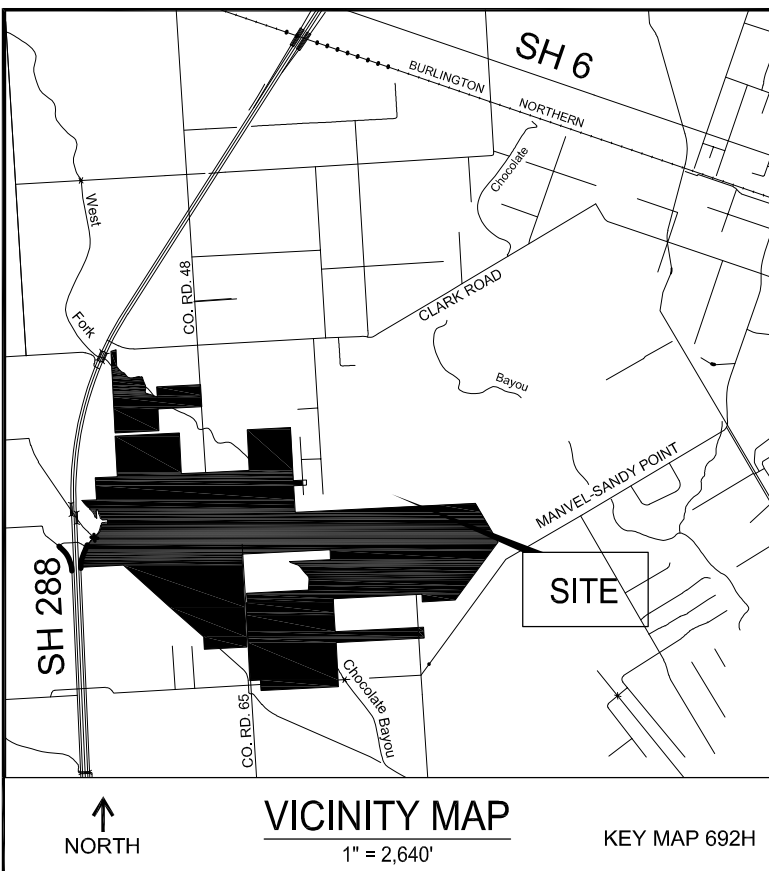 SH 6
BURLINGTON
NORTHERN
Chocolate
West
CO. RD. 48
CLARK ROAD
Fork
Bayou
MANVEL-SANDY POINT
SITE
SH 288
Chocolate
Bayou
CO. RD. 65
NORTH
VICINITY MAP
1" = 2,640'
KEY MAP 692H